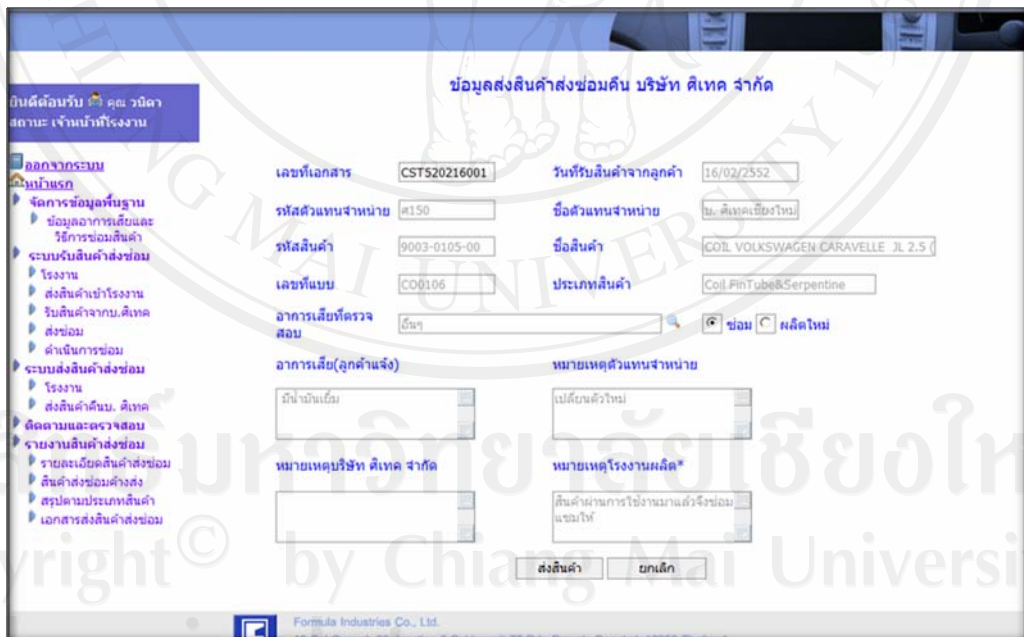 ข้อมูลส่งสินค้าส่งซ่อมคืน บริษัท ศิเทค จำกัด
ยินดีต้อนรับ คุณ วนิดา
สถานะ เจ้าหน้าที่โรงงาน
ออกจากระบบ
หน้าแรก
จัดการข้อมูลพื้นฐาน
ข้อมูลอาการเสียและ
วิธีการซ่อมสินค้า
ระบบรับสินค้าส่งซ่อม
โรงงาน
ส่งสินค้าเข้าโรงงาน
รับสินค้าจากบ.ศิเทค
ส่งซ่อม
ดำเนินการซ่อม
ระบบส่งสินค้าส่งซ่อม
โรงงาน
ส่งสินค้าคืนบ. ศิเทค
ติดตามและตรวจสอบ
รายงานสินค้าส่งซ่อม
รายละเอียดสินค้าส่งซ่อม
สินค้าส่งซ่อมค้างส่ง
สรุปตามประเภทสินค้า
เอกสารส่งสินค้าส่งซ่อม
เลขที่เอกสาร CST520216001 วันที่รับสินค้าจากลูกค้า 16/02/2552
รหัสตัวแทนจำหน่าย ศ150 ชื่อตัวแทนจำหน่าย บ. ศิเทคเชียงใหม่
รหัสสินค้า 9003-0105-00 ชื่อสินค้า COIL VOLKSWAGEN CARAVELLE JL 2.5 (
เลขที่แบบ CO0106 ประเภทสินค้า Coil FinTube&Serpentine
อาการเสียที่ตรวจ
สอบ อื่นๆ ซ่อม ผลิตใหม่
อาการเสีย(ลูกค้าแจ้ง) หมายเหตุตัวแทนจำหน่าย
มีน้ำมันเยิ้ม เปลี่ยนตัวใหม่
หมายเหตุบริษัท ศิเทค จำกัด หมายเหตุโรงงานผลิต*
สินค้าผ่านการใช้งานมาแล้วจึงซ่อม
แซมให้
ส่งสินค้า ยกเลิก
Formula Industries Co., Ltd.
CHIANG MAI UNIVERSITY
Copyright© by Chiang Mai University